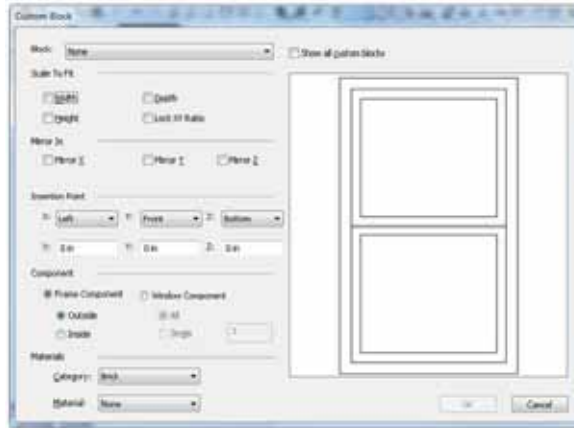 Custom Block
Block: None
Show all custom blocks
Scale To Fit
Width Depth
Height Lock XY Ratio
Mirror In
Mirror X Mirror Y Mirror Z
Insertion Point
X: Left Y: Front Z: Bottom
0 in Y: 0 in Z: 0 in
Component
Frame Component Window Component
Outside All
Inside Single 1
Materials
Category: Brick
Material: None
OK Cancel